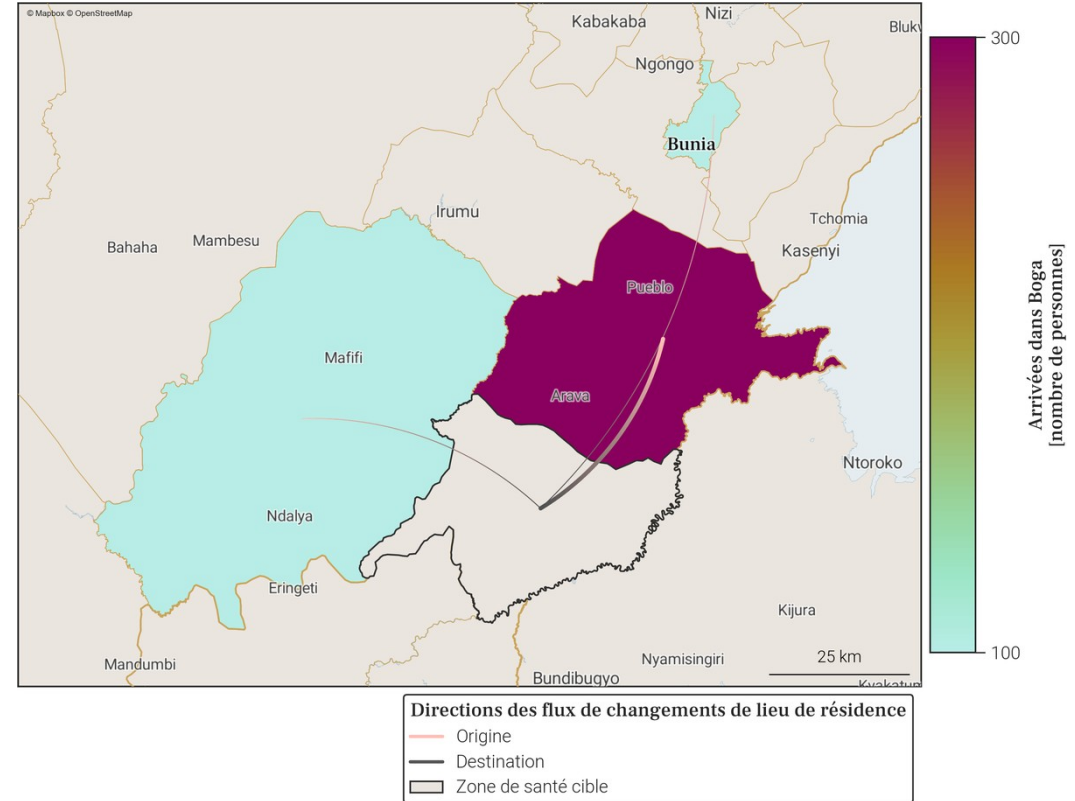 © Mapbox © OpenStreetMap
Kabakaba
Nizi
Ngongo
Bunia
Irumu
Tchomia
Bahaha
Mambesu
Kasenyi
Pueblo
Mafifi
Arava
Ntoroko
Ndalya
Eringeti
Kijura
Mandumbi
Nyamisingiri
25 km
Bundibugyo
300
100
Arrivées dans Boga
[nombre de personnes]
Directions des flux de changements de lieu de résidence
Origine
Destination
Zone de santé cible